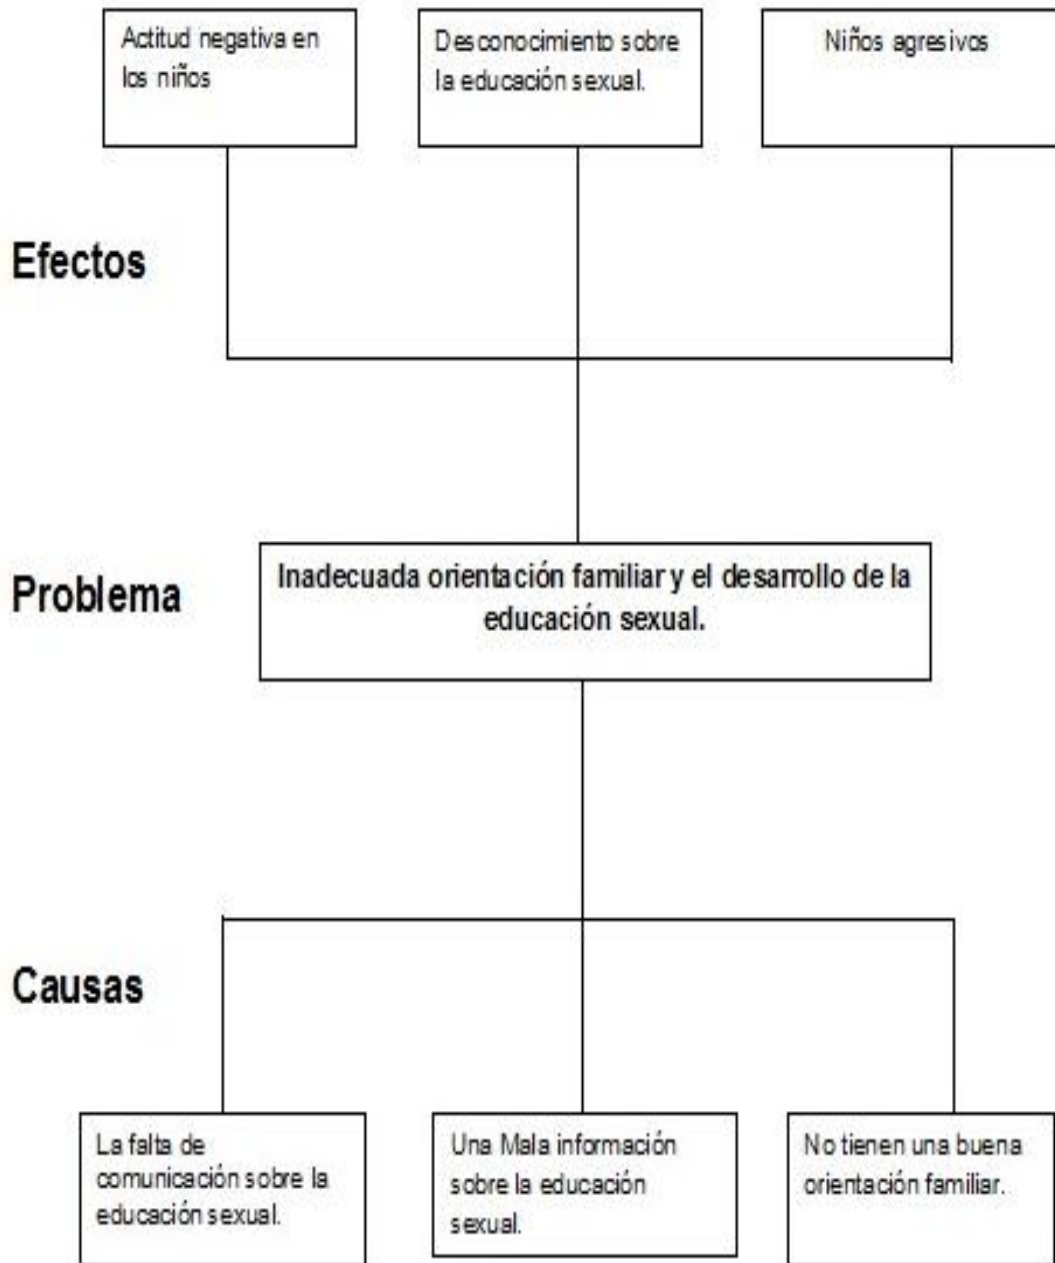 Actitud negativa en
los niños
Desconocimiento sobre
la educación sexual.
Niños agresivos
Efectos
Problema
Inadecuada orientación familiar y el desarrollo de la
educación sexual.
Causas
La falta de
comunicación sobre la
educación sexual.
Una Mala información
sobre la educación
sexual.
No tienen una buena
orientación familiar.